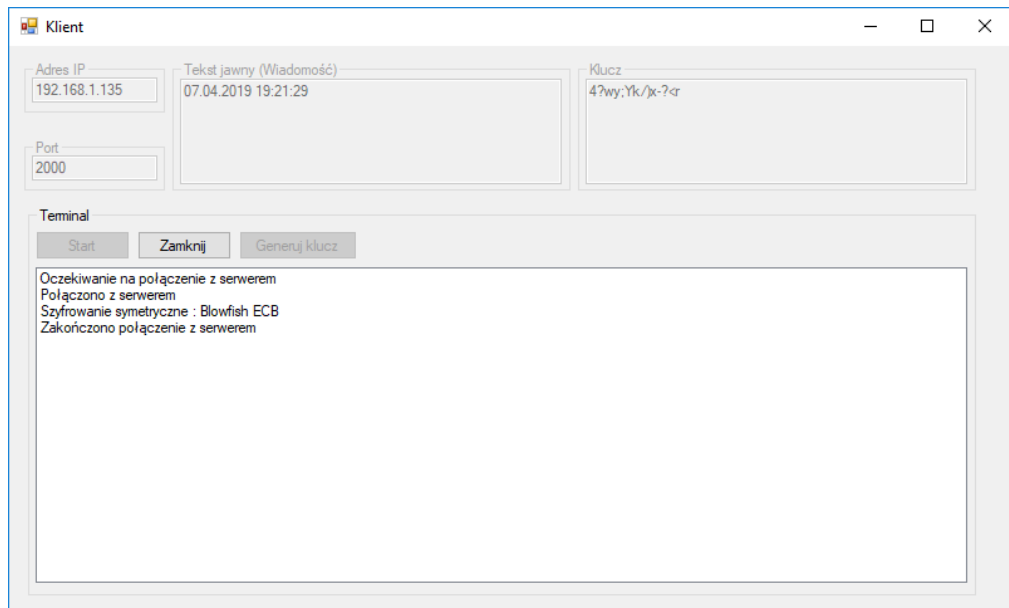 Klient
Adres IP
192.168.1.135
Tekst jawny (Wiadomość)
07.04.2019 19:21:29
Klucz
4?wy;Yk/)x-?<r
Port
2000
Terminal
Start
Zamknij
Generuj klucz
Oczekiwanie na połączenie z serwerem
Połączono z serwerem
Szyfrowanie symetryczne : Blowfish ECB
Zakończono połączenie z serwerem